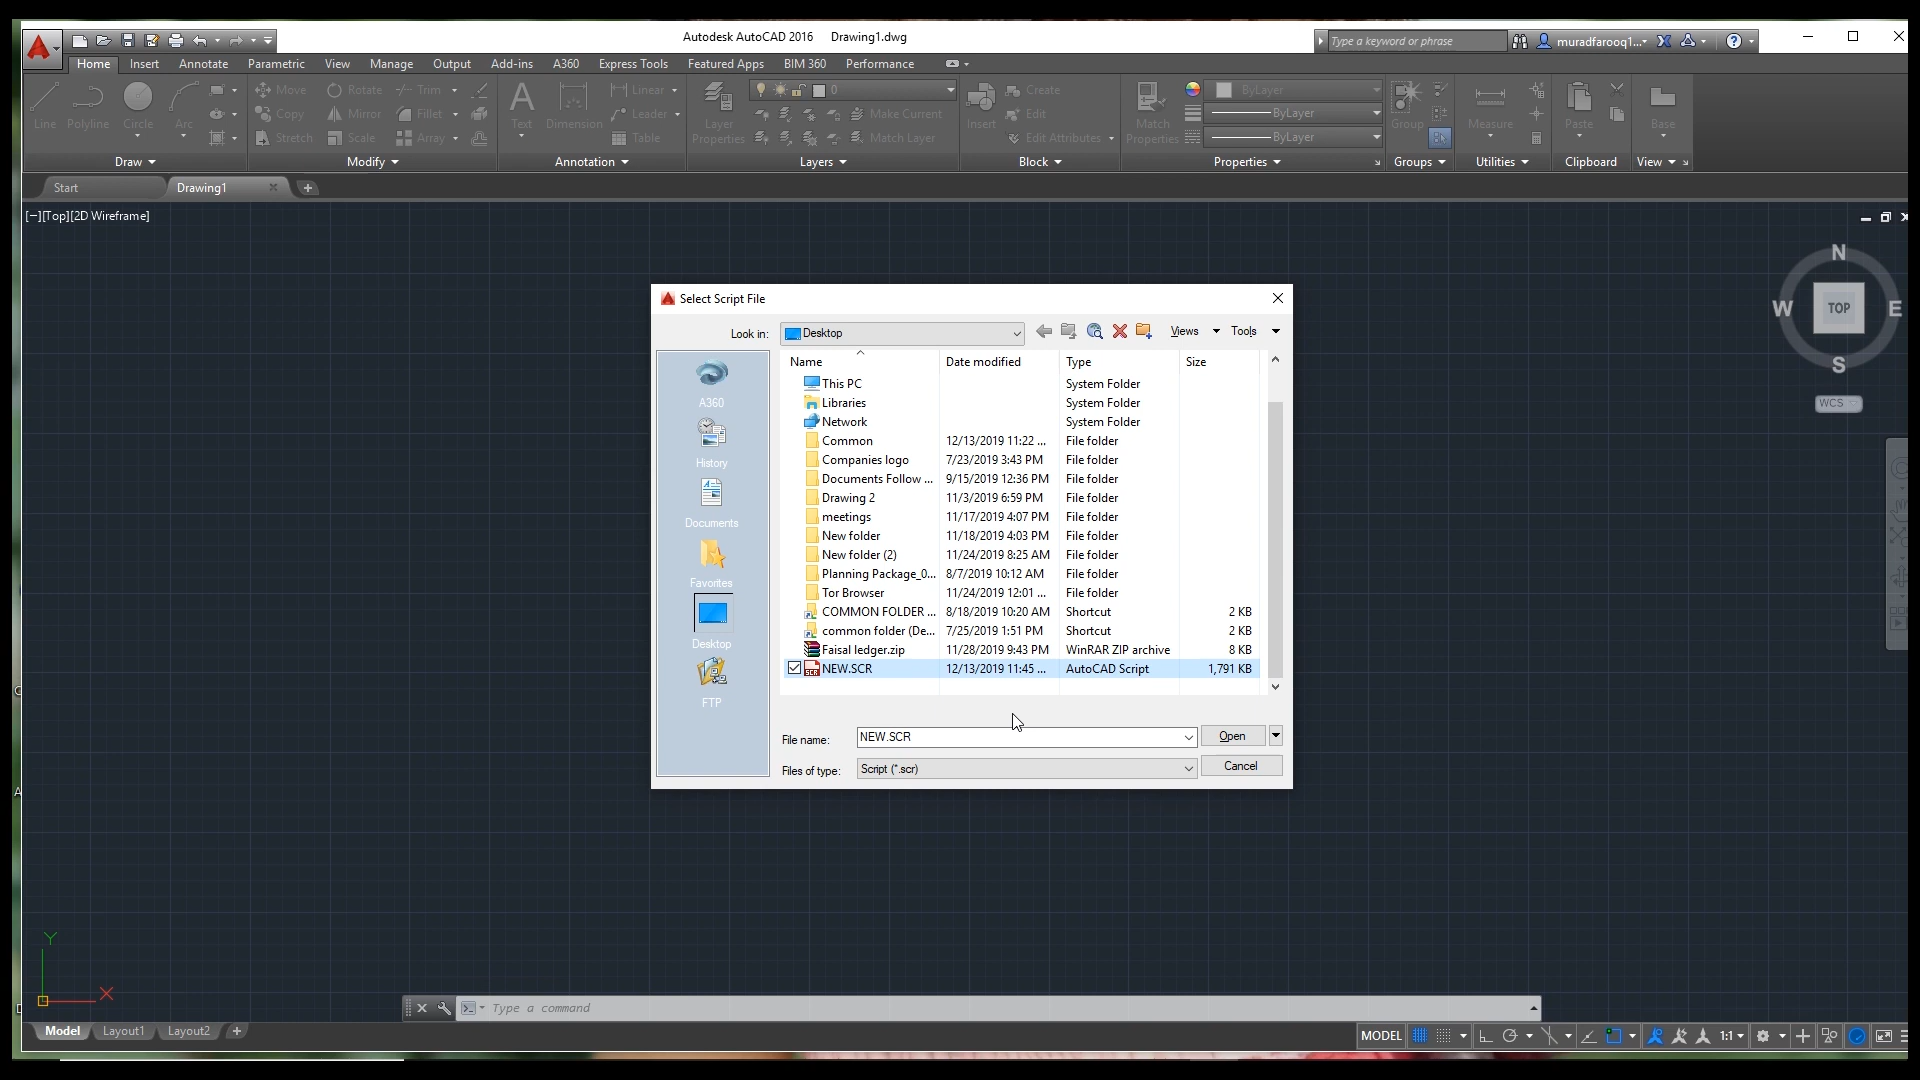 Autodesk AutoCAD 2016 Drawing1.dwg
Type a keyword or phrase
muradfarooq1...
Home Insert Annotate Parametric View Manage Output Add-ins A360 Express Tools Featured Apps BIM 360 Performance
Line Polyline Circle Arc
Move Rotate Trim
Copy Mirror Fillet
Stretch Scale Array
Text Dimension
Linear
Leader
Table
Layer Properties
0
Make Current
Match Layer
Insert
Create
Edit
Edit Attributes
Match Properties
ByLayer
ByLayer
ByLayer
Group
Measure
Paste
Base
Draw Modify Annotation Layers Block Properties Groups Utilities Clipboard View
Start Drawing1
[−][Top][2D Wireframe]
N
W TOP E
S
WCS
Select Script File
Look in: Desktop Views Tools
A360
History
Documents
Favorites
Desktop
FTP
Name Date modified Type Size
This PC System Folder
Libraries System Folder
Network System Folder
Common 12/13/2019 11:22 ... File folder
Companies logo 7/23/2019 3:43 PM File folder
Documents Follow ... 9/15/2019 12:36 PM File folder
Drawing 2 11/3/2019 6:59 PM File folder
meetings 11/17/2019 4:07 PM File folder
New folder 11/18/2019 4:03 PM File folder
New folder (2) 11/24/2019 8:25 AM File folder
Planning Package_0... 8/7/2019 10:12 AM File folder
Tor Browser 11/24/2019 12:01 ... File folder
COMMON FOLDER ... 8/18/2019 10:20 AM Shortcut 2 KB
common folder (De... 7/25/2019 1:51 PM Shortcut 2 KB
Faisal ledger.zip 11/28/2019 9:43 PM WinRAR ZIP archive 8 KB
NEW.SCR 12/13/2019 11:45 ... AutoCAD Script 1,791 KB
File name: NEW.SCR Open
Files of type: Script (*.scr) Cancel
Y
X
Type a command
Model Layout1 Layout2
MODEL 1:1